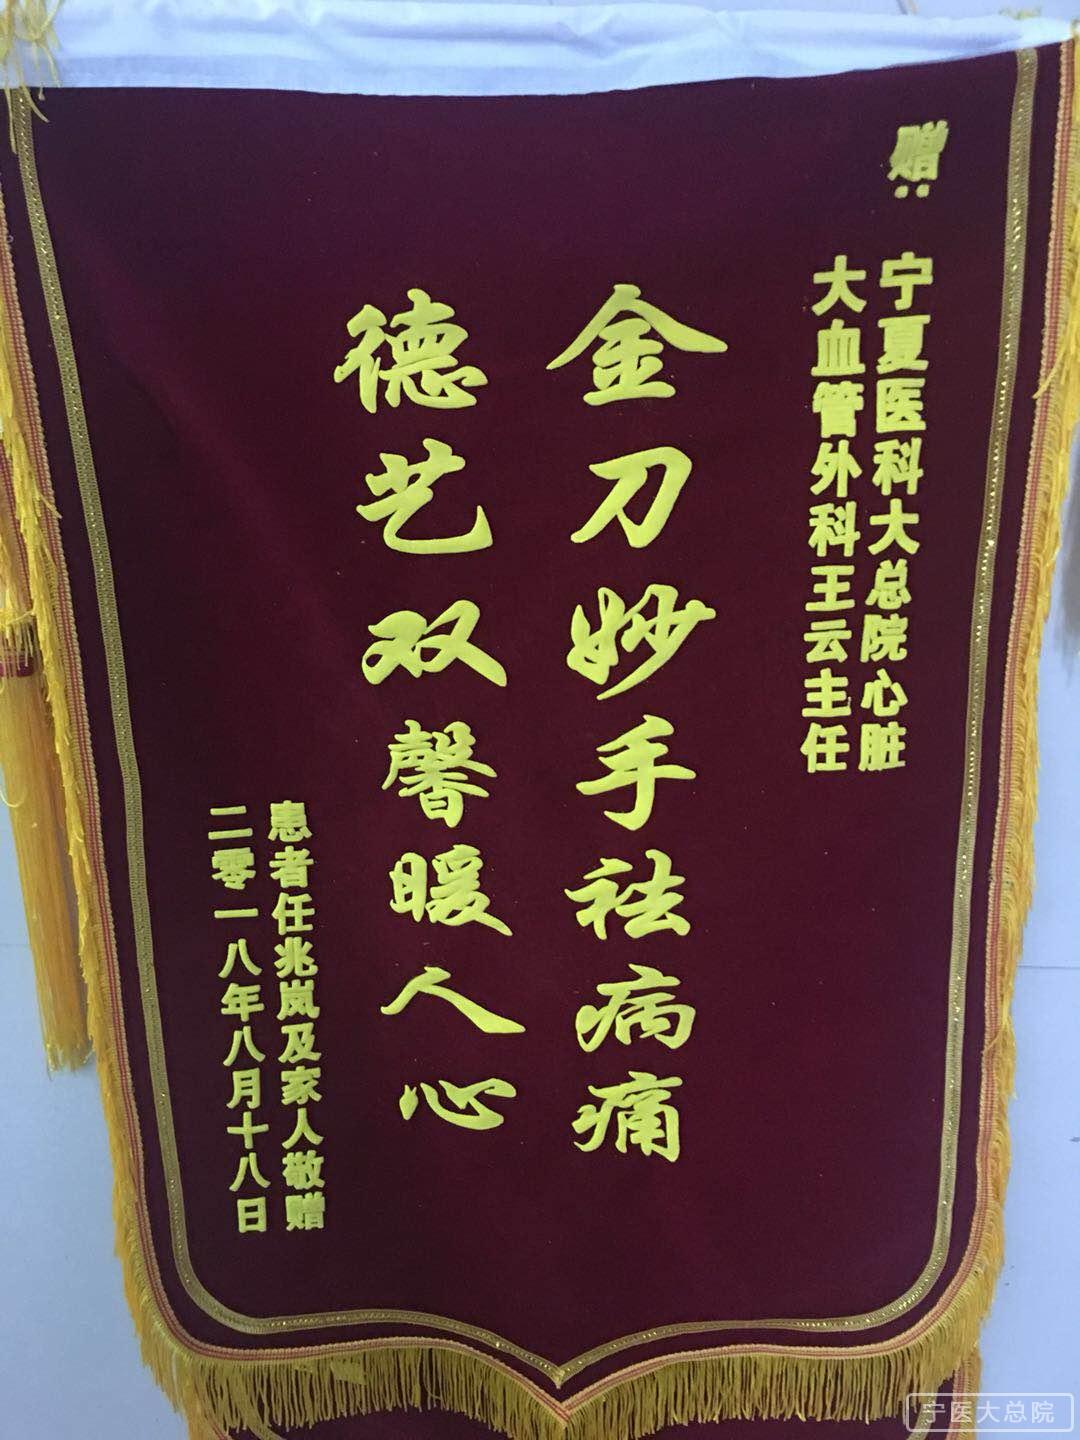 赠:
宁夏医科大总院心脏
大血管外科王云主任
金刀妙手祛病痛
德艺双馨暖人心
患者任兆岚及家人敬赠
二零一八年八月十八日
宁医大总院